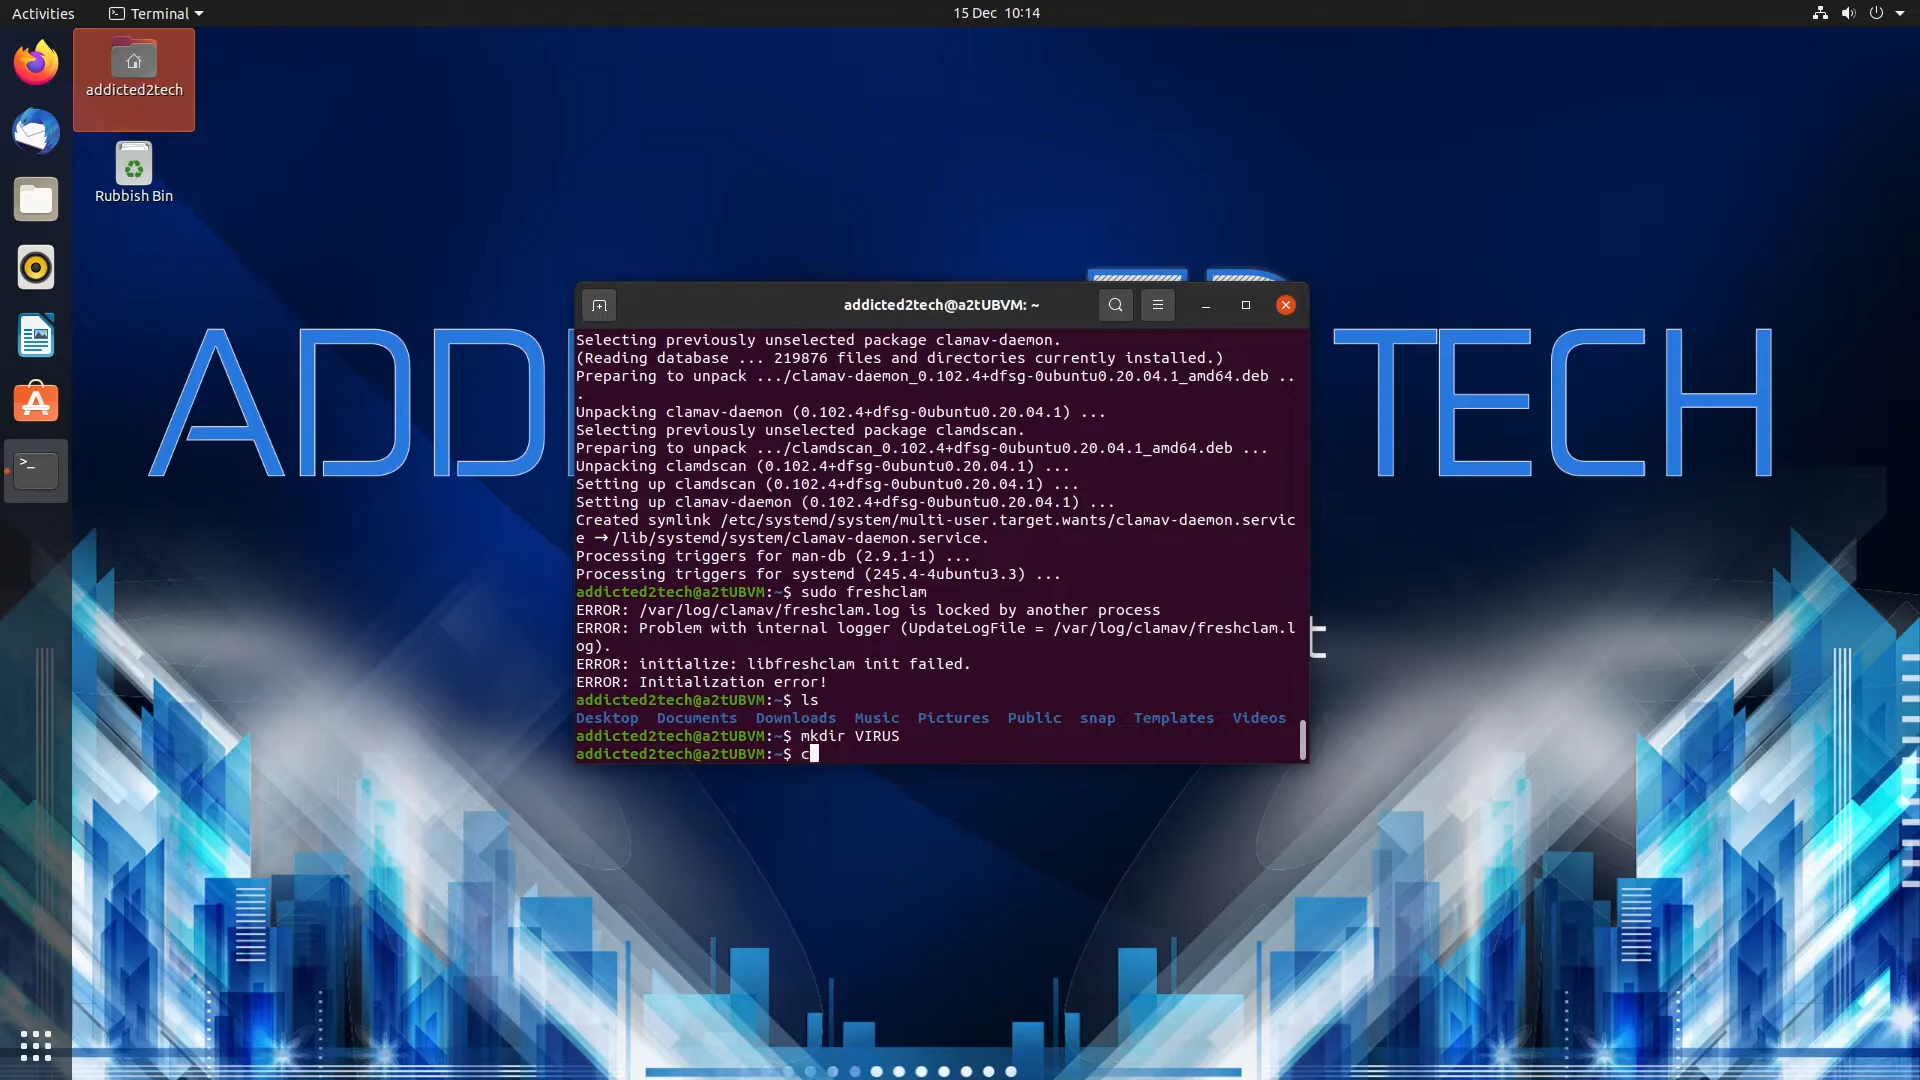 Activities
Terminal
15 Dec 10:14
addicted2tech
Rubbish Bin
ADD
TECH
addicted2tech@a2tUBVM: ~
Selecting previously unselected package clamav-daemon.
(Reading database ... 219876 files and directories currently installed.)
Preparing to unpack .../clamav-daemon_0.102.4+dfsg-0ubuntu0.20.04.1_amd64.deb ..
.
Unpacking clamav-daemon (0.102.4+dfsg-0ubuntu0.20.04.1) ...
Selecting previously unselected package clamdscan.
Preparing to unpack .../clamdscan_0.102.4+dfsg-0ubuntu0.20.04.1_amd64.deb ...
Unpacking clamdscan (0.102.4+dfsg-0ubuntu0.20.04.1) ...
Setting up clamdscan (0.102.4+dfsg-0ubuntu0.20.04.1) ...
Setting up clamav-daemon (0.102.4+dfsg-0ubuntu0.20.04.1) ...
Created symlink /etc/systemd/system/multi-user.target.wants/clamav-daemon.servic
e → /lib/systemd/system/clamav-daemon.service.
Processing triggers for man-db (2.9.1-1) ...
Processing triggers for systemd (245.4-4ubuntu3.3) ...
addicted2tech@a2tUBVM:~$ sudo freshclam
ERROR: /var/log/clamav/freshclam.log is locked by another process
ERROR: Problem with internal logger (UpdateLogFile = /var/log/clamav/freshclam.l
og).
ERROR: initialize: libfreshclam init failed.
ERROR: Initialization error!
addicted2tech@a2tUBVM:~$ ls
Desktop Documents Downloads Music Pictures Public snap Templates Videos
addicted2tech@a2tUBVM:~$ mkdir VIRUS
addicted2tech@a2tUBVM:~$ c